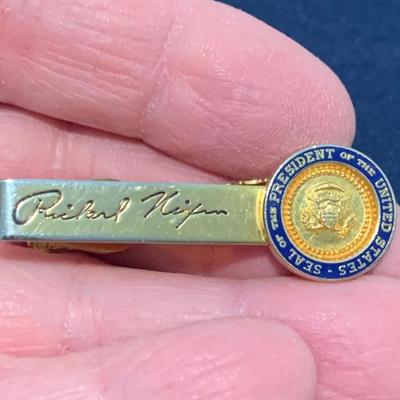 Richard Nixon
SEAL OF THE PRESIDENT OF THE UNITED STATES